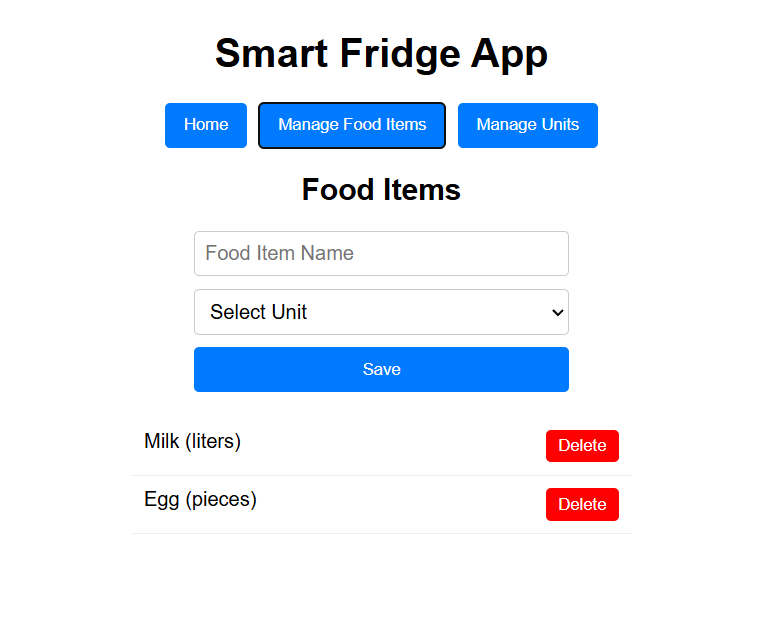 Smart Fridge App
Home Manage Food Items Manage Units
Food Items
Food Item Name
Select Unit
Save
Milk (liters) Delete
Egg (pieces) Delete